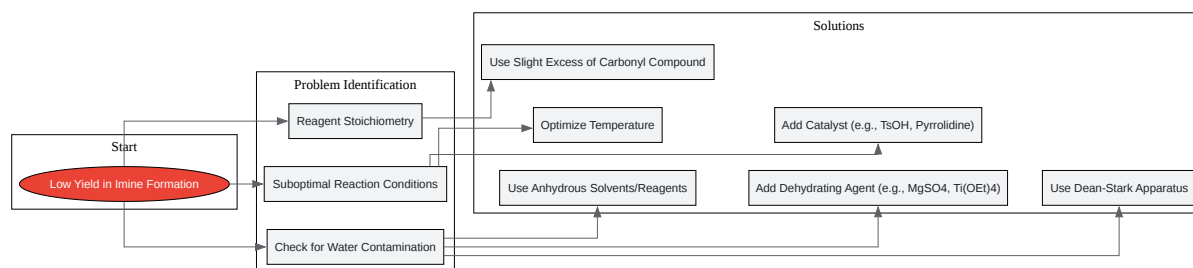 Solutions
Use Slight Excess of Carbonyl Compound
Problem Identification
Reagent Stoichiometry
Optimize Temperature
Add Catalyst (e.g., TsOH, Pyrrolidine)
Start
Low Yield in Imine Formation
Suboptimal Reaction Conditions
Use Anhydrous Solvents/Reagents
Add Dehydrating Agent (e.g., MgSO4, Ti(OEt)4)
Use Dean-Stark Apparatus
Check for Water Contamination